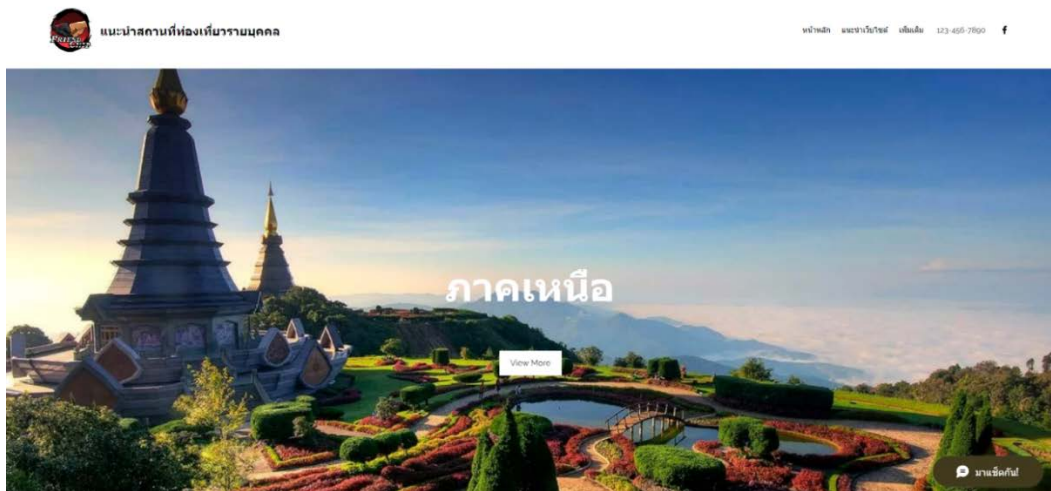 แนะนำสถานที่ท่องเที่ยวรายบุคคล
หน้าหลัก แนะนำเว็บไซต์ เพิ่มเติม 123-456-7890
ภาคเหนือ
View More
มาแช็ตกัน!